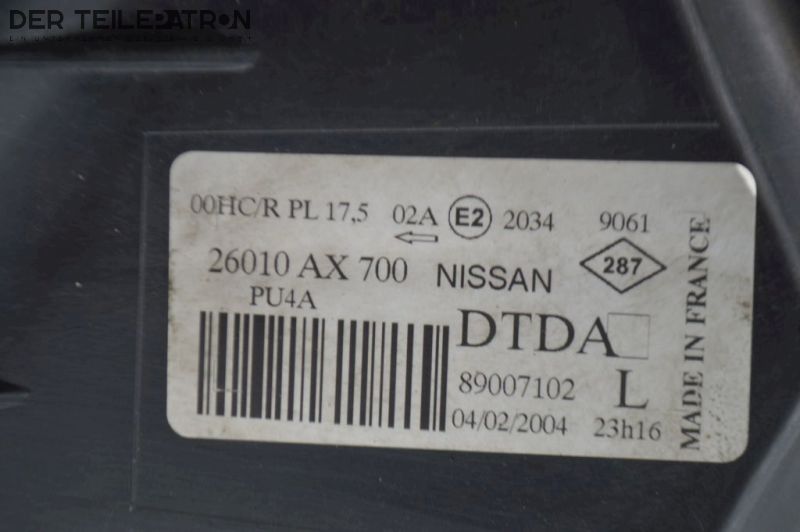 DER TEILEPATRON
00HC/R PL 17,5 02A E2 2034 9061
26010 AX 700 NISSAN 287
PU4A
DTDA
89007102 L
04/02/2004 23h16
MADE IN FRANCE